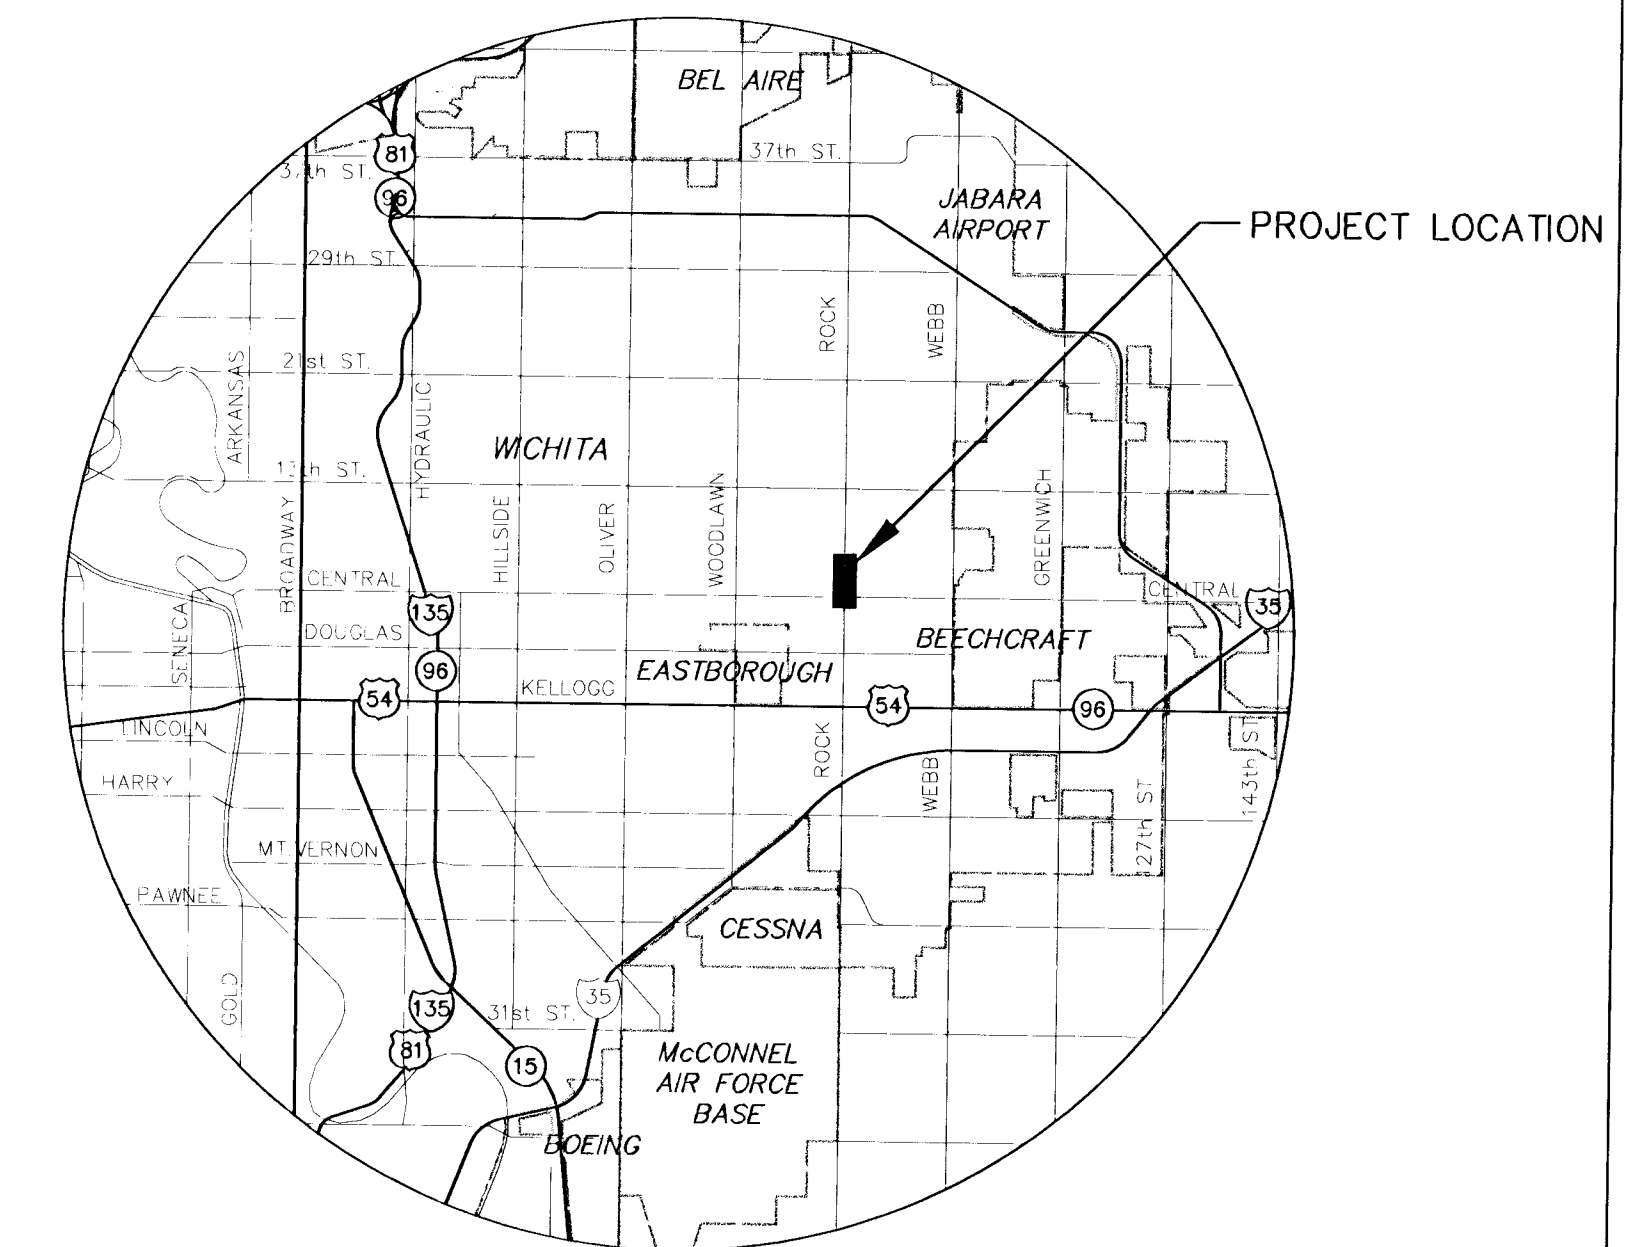 BEL AIRE
81
37th ST.
37th ST.
96
JABARA
AIRPORT
PROJECT LOCATION
29th ST.
ROCK
WEBB
21st ST.
ARKANSAS
HYDRAULIC
WICHITA
13th ST.
BROADWAY
HILLSIDE
OLIVER
WOODLAWN
GREENWICH
CENTRAL
CENTRAL
135
35
SENECA
DOUGLAS
BEECHCRAFT
96
EASTBOROUGH
KELLOGG
54
54
96
LINCOLN
ROCK
WEBB
143th ST
HARRY
127th ST
MT. VERNON
PAWNEE
CESSNA
GOLD
135
31st ST.
35
81
15
McCONNEL
AIR FORCE
BASE
BOEING